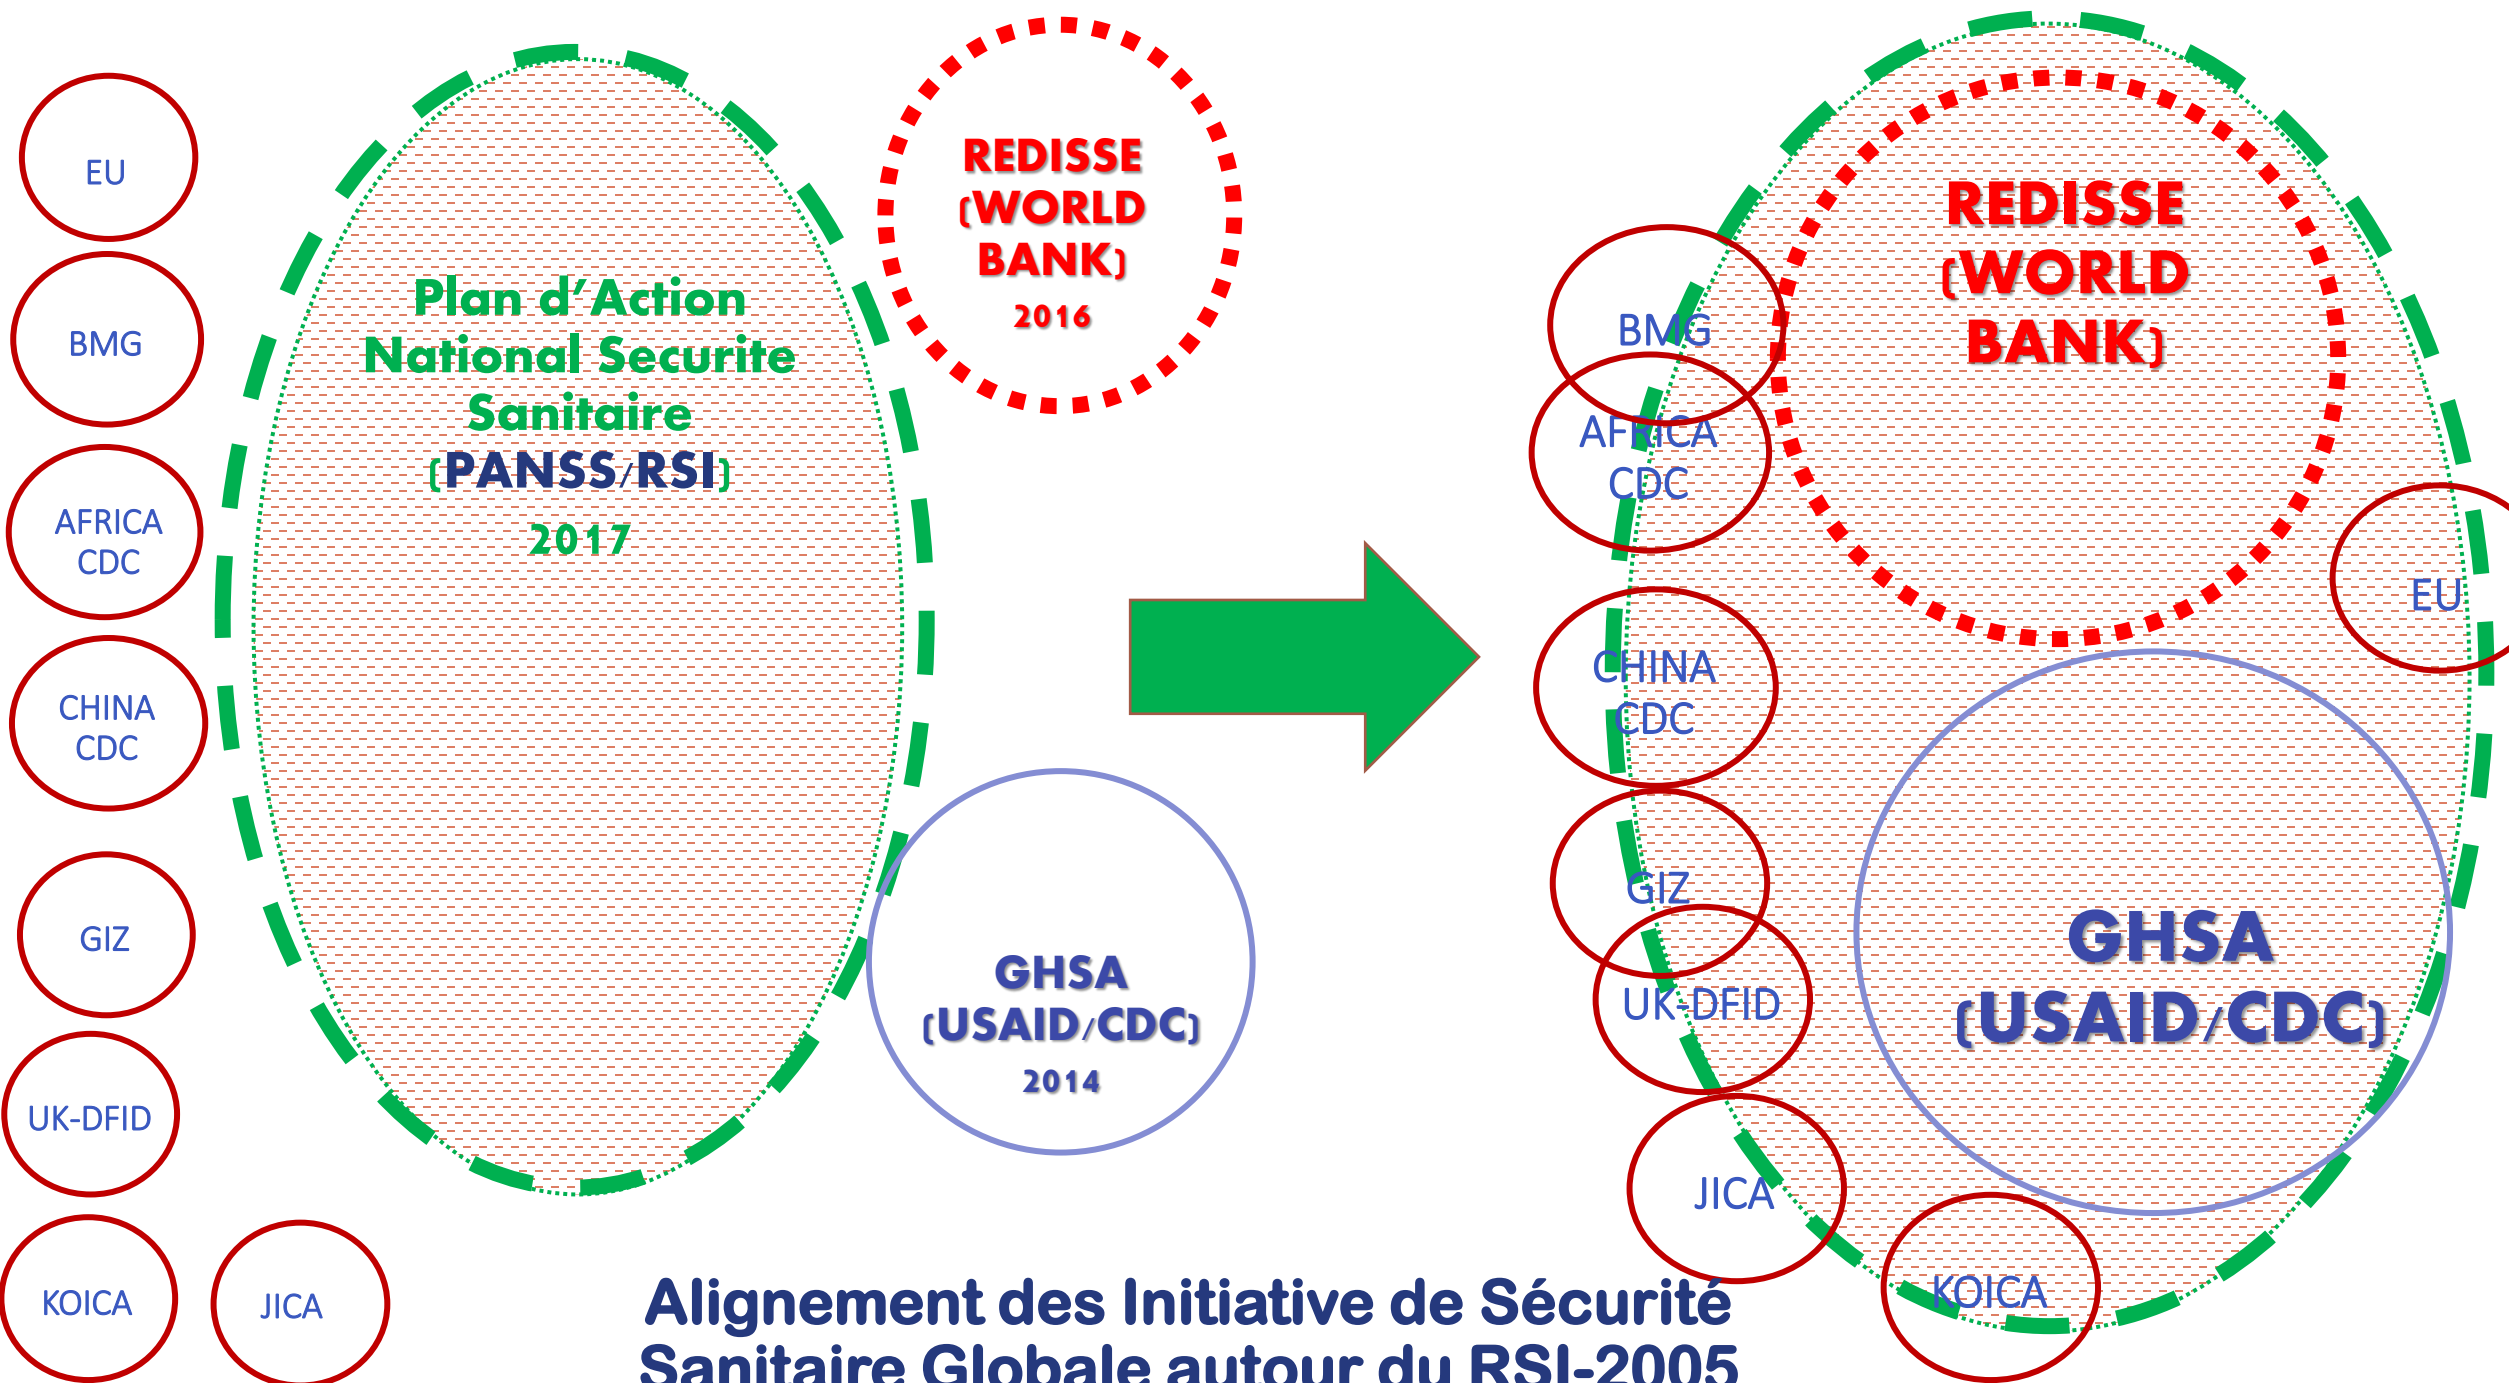 EU
BMG
AFRICA
CDC
CHINA
CDC
GIZ
UK-DFID
KOICA
JICA
Plan d’Action
National Securite
Sanitaire
(PANSS/RSI)
2017
REDISSE
(WORLD
BANK)
2016
GHSA
(USAID/CDC)
2014
REDISSE
(WORLD
BANK)
BMG
AFRICA
CDC
EU
CHINA
CDC
GIZ
UK-DFID
GHSA
(USAID/CDC)
JICA
KOICA
Alignement des Initiative de Sécurité
Sanitaire Globale autour du RSI-2005